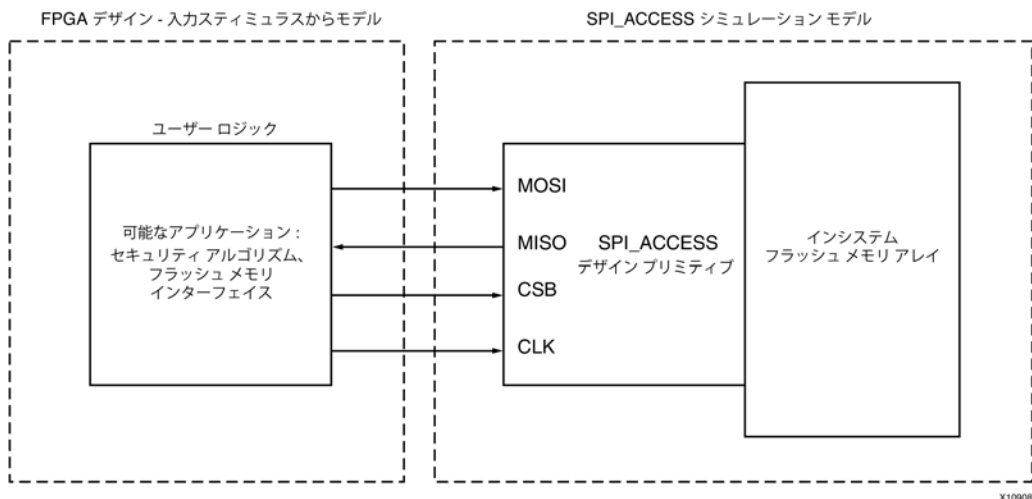 FPGA デザイン - 入力スティミュラスからモデル
SPI_ACCESS シミュレーション モデル
ユーザー ロジック
可能なアプリケーション :
セキュリティ アルゴリズム、
フラッシュ メモリ
インターフェイス
MOSI
MISO
CSB
CLK
SPI_ACCESS
デザイン プリミティブ
インシステム
フラッシュ メモリ アレイ
X10908